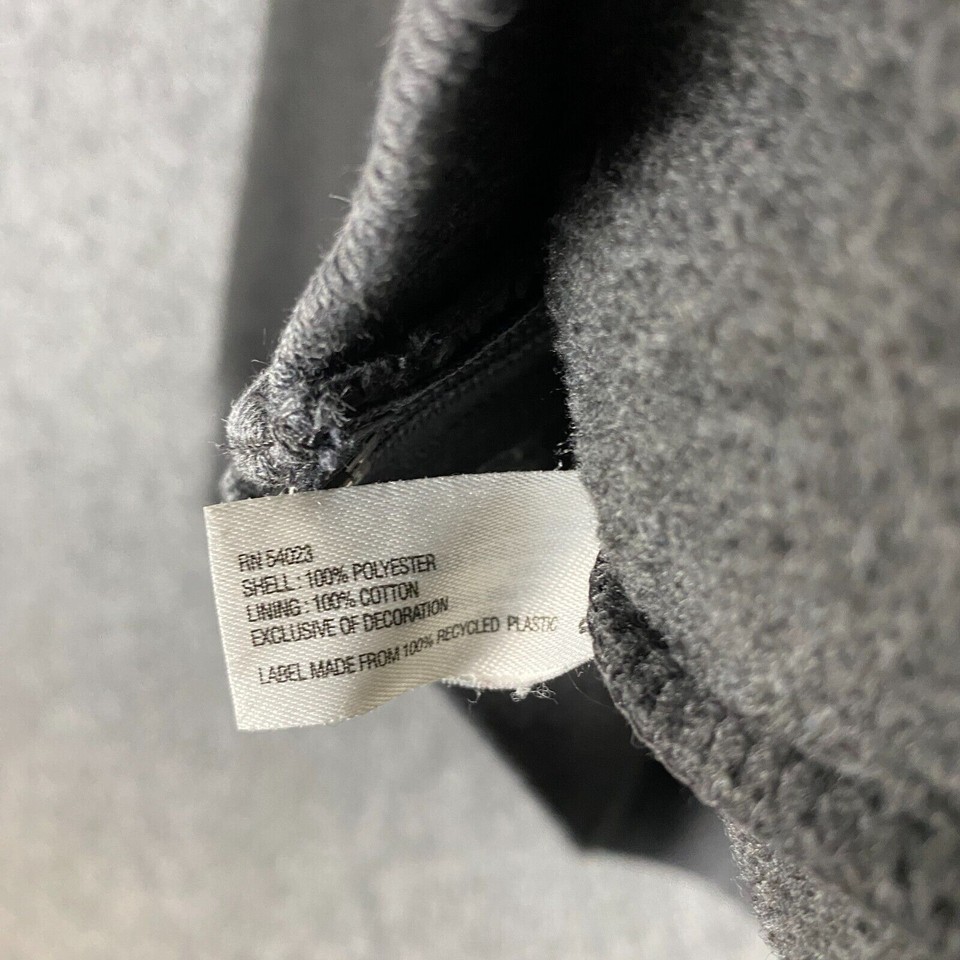 RN 54023
SHELL : 100% POLYESTER
LINING : 100% COTTON
EXCLUSIVE OF DECORATION
LABEL MADE FROM 100% RECYCLED PLASTIC